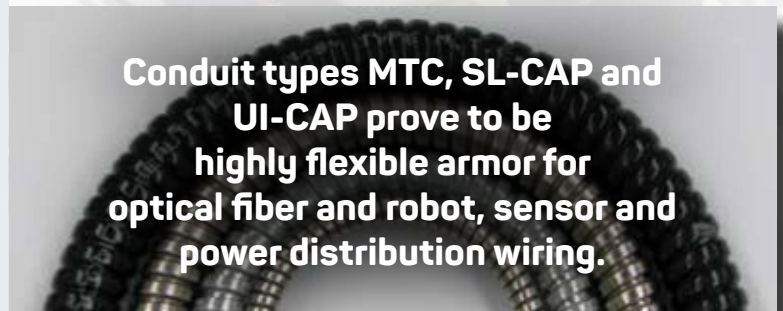 Conduit types MTC, SL-CAP and
UI-CAP prove to be
highly flexible armor for
optical fiber and robot, sensor and
power distribution wiring.